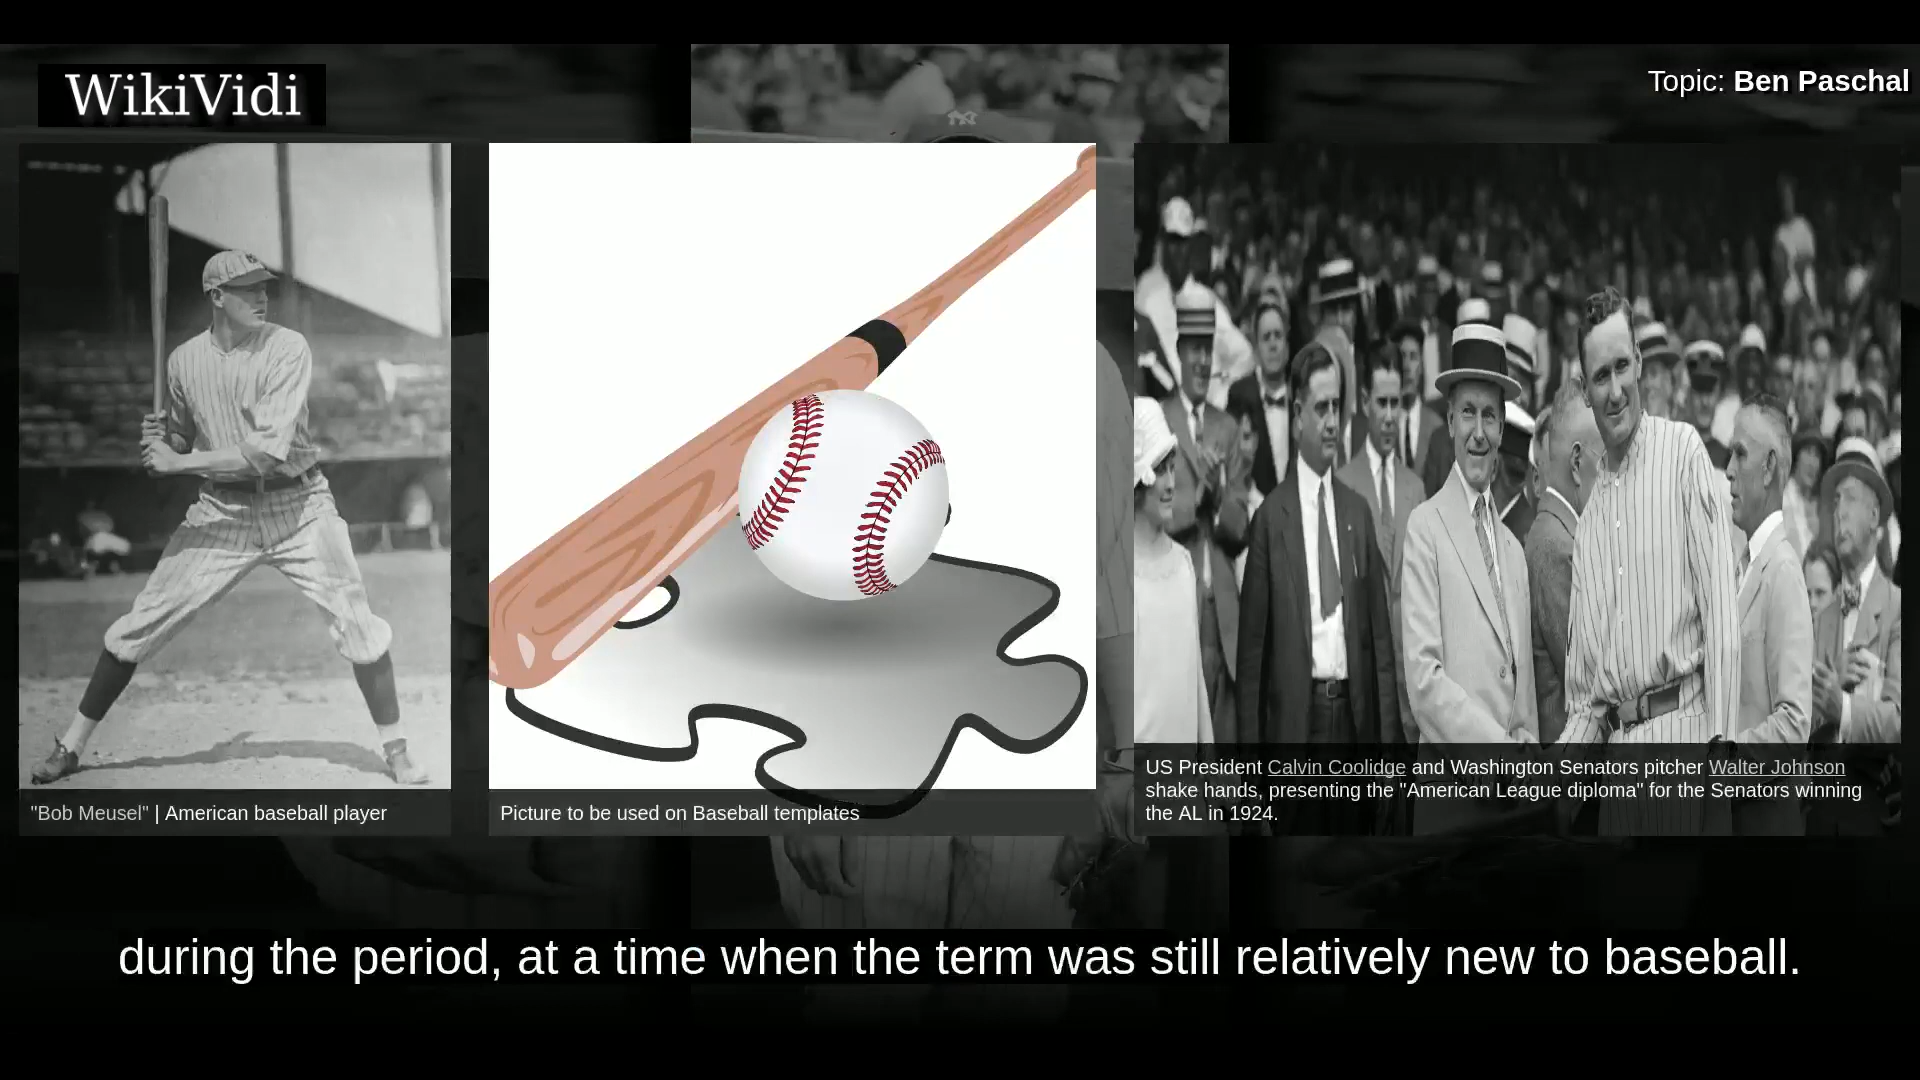 WikiVidi
Topic: Ben Paschal
"Bob Meusel" | American baseball player
Picture to be used on Baseball templates
US President Calvin Coolidge and Washington Senators pitcher Walter Johnson
shake hands, presenting the "American League diploma" for the Senators winning
the AL in 1924.
during the period, at a time when the term was still relatively new to baseball.